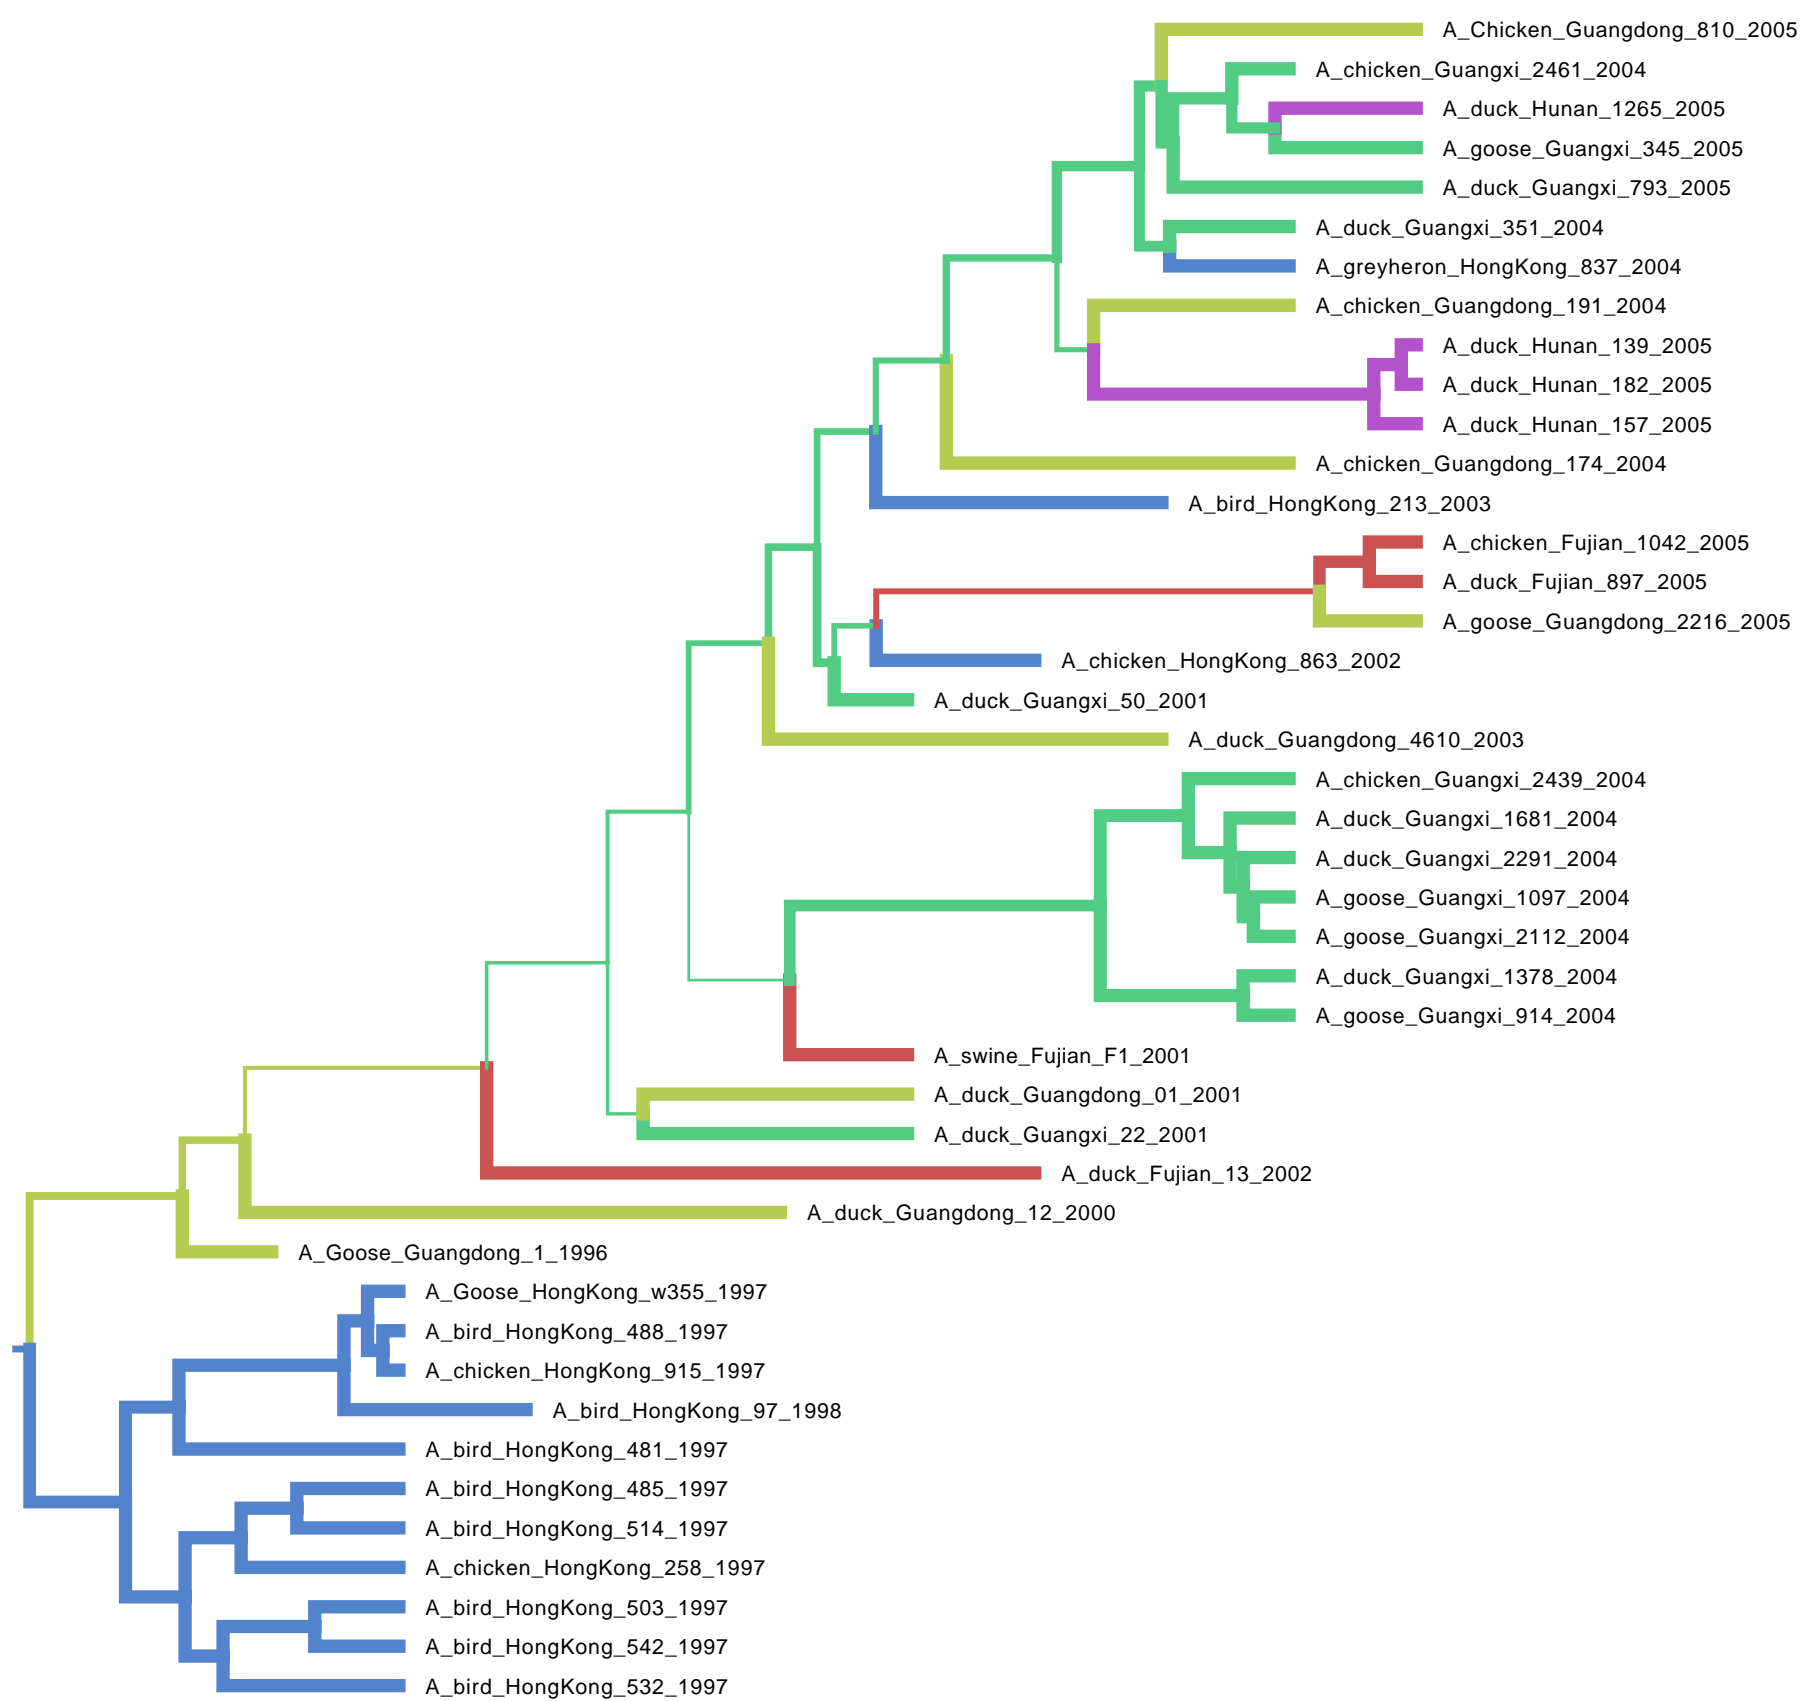 A_Chicken_Guangdong_810_2005
A_chicken_Guangxi_2461_2004
A_duck_Hunan_1265_2005
A_goose_Guangxi_345_2005
A_duck_Guangxi_793_2005
A_duck_Guangxi_351_2004
A_greyheron_HongKong_837_2004
A_chicken_Guangdong_191_2004
A_duck_Hunan_139_2005
A_duck_Hunan_182_2005
A_duck_Hunan_157_2005
A_chicken_Guangdong_174_2004
A_bird_HongKong_213_2003
A_chicken_Fujian_1042_2005
A_duck_Fujian_897_2005
A_goose_Guangdong_2216_2005
A_chicken_HongKong_863_2002
A_duck_Guangxi_50_2001
A_duck_Guangdong_4610_2003
A_chicken_Guangxi_2439_2004
A_duck_Guangxi_1681_2004
A_duck_Guangxi_2291_2004
A_goose_Guangxi_1097_2004
A_goose_Guangxi_2112_2004
A_duck_Guangxi_1378_2004
A_goose_Guangxi_914_2004
A_swine_Fujian_F1_2001
A_duck_Guangdong_01_2001
A_duck_Guangxi_22_2001
A_duck_Fujian_13_2002
A_duck_Guangdong_12_2000
A_Goose_Guangdong_1_1996
A_Goose_HongKong_w355_1997
A_bird_HongKong_488_1997
A_chicken_HongKong_915_1997
A_bird_HongKong_97_1998
A_bird_HongKong_481_1997
A_bird_HongKong_485_1997
A_bird_HongKong_514_1997
A_chicken_HongKong_258_1997
A_bird_HongKong_503_1997
A_bird_HongKong_542_1997
A_bird_HongKong_532_1997